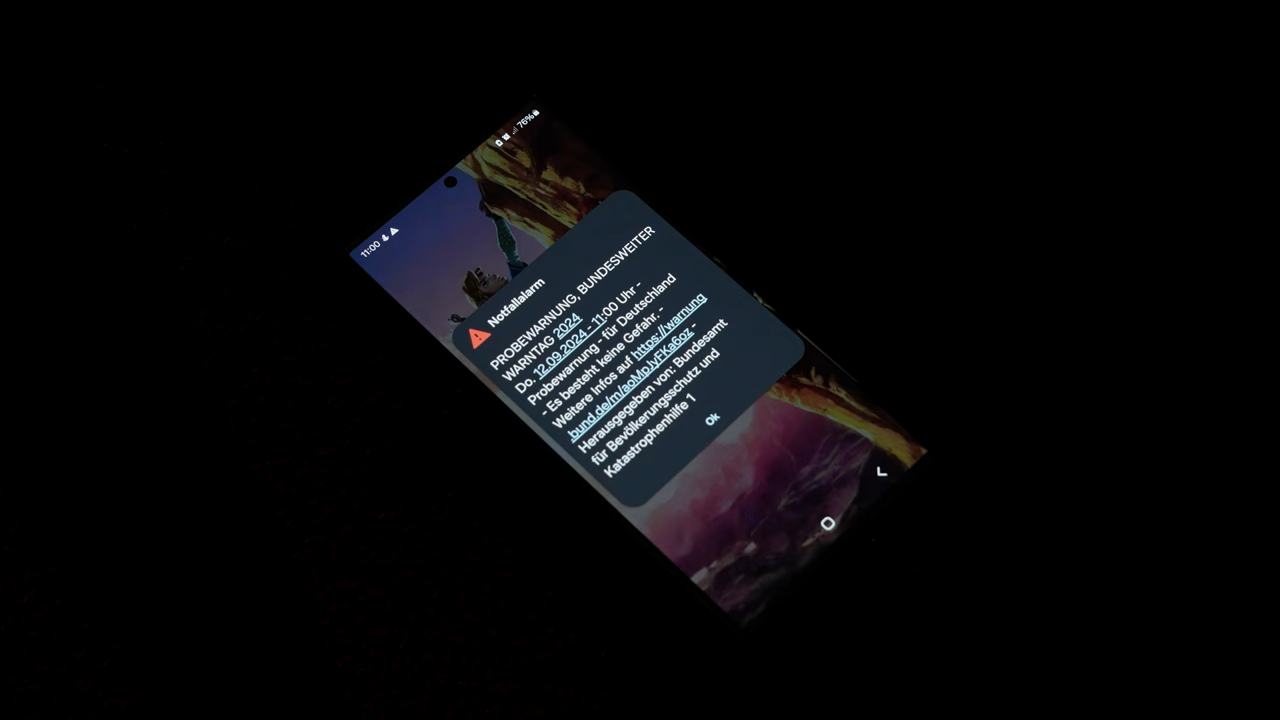 11:00
76%
Notfallalarm
PROBEWARNUNG, BUNDESWEITER
WARNTAG 2024
Do. 12.09.2024 - 11:00 Uhr -
Probewarnung - für Deutschland
- Es besteht keine Gefahr. -
Weitere Infos auf https://warnung
.bund.de/m/aoMpJyFKa6oz -
Herausgegeben von: Bundesamt
für Bevölkerungsschutz und
Katastrophenhilfe 1
Ok